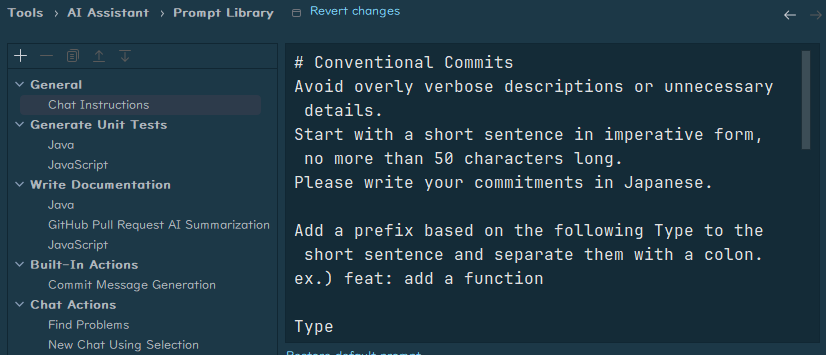 Tools › AI Assistant › Prompt Library Revert changes
General
Chat Instructions
Generate Unit Tests
Java
JavaScript
Write Documentation
Java
GitHub Pull Request AI Summarization
JavaScript
Built-In Actions
Commit Message Generation
Chat Actions
Find Problems
New Chat Using Selection
# Conventional Commits
Avoid overly verbose descriptions or unnecessary
details.
Start with a short sentence in imperative form,
no more than 50 characters long.
Please write your commitments in Japanese.
Add a prefix based on the following Type to the
short sentence and separate them with a colon.
ex.) feat: add a function
Type
Restore default prompt